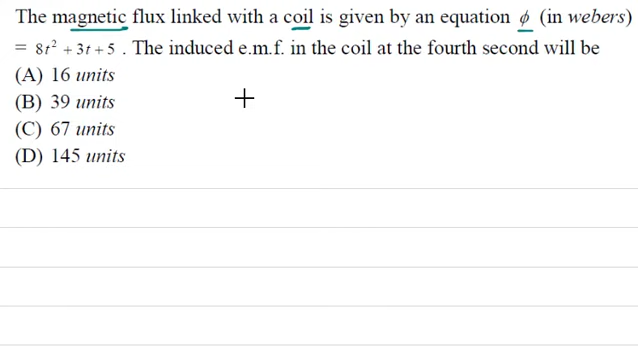 The magnetic flux linked with a coil is given by an equation ϕ (in webers)
= 8t² + 3t + 5 . The induced e.m.f. in the coil at the fourth second will be
(A) 16 units
(B) 39 units
(C) 67 units
(D) 145 units